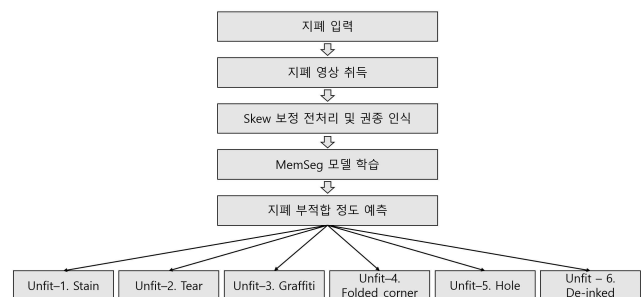 지폐 입력
지폐 영상 취득
Skew 보정 전처리 및 권종 인식
MemSeg 모델 학습
지폐 부적합 정도 예측
Unfit–1. Stain
Unfit–2. Tear
Unfit–3. Graffiti
Unfit–4.
Folded corner
Unfit–5. Hole
Unfit – 6.
De-inked